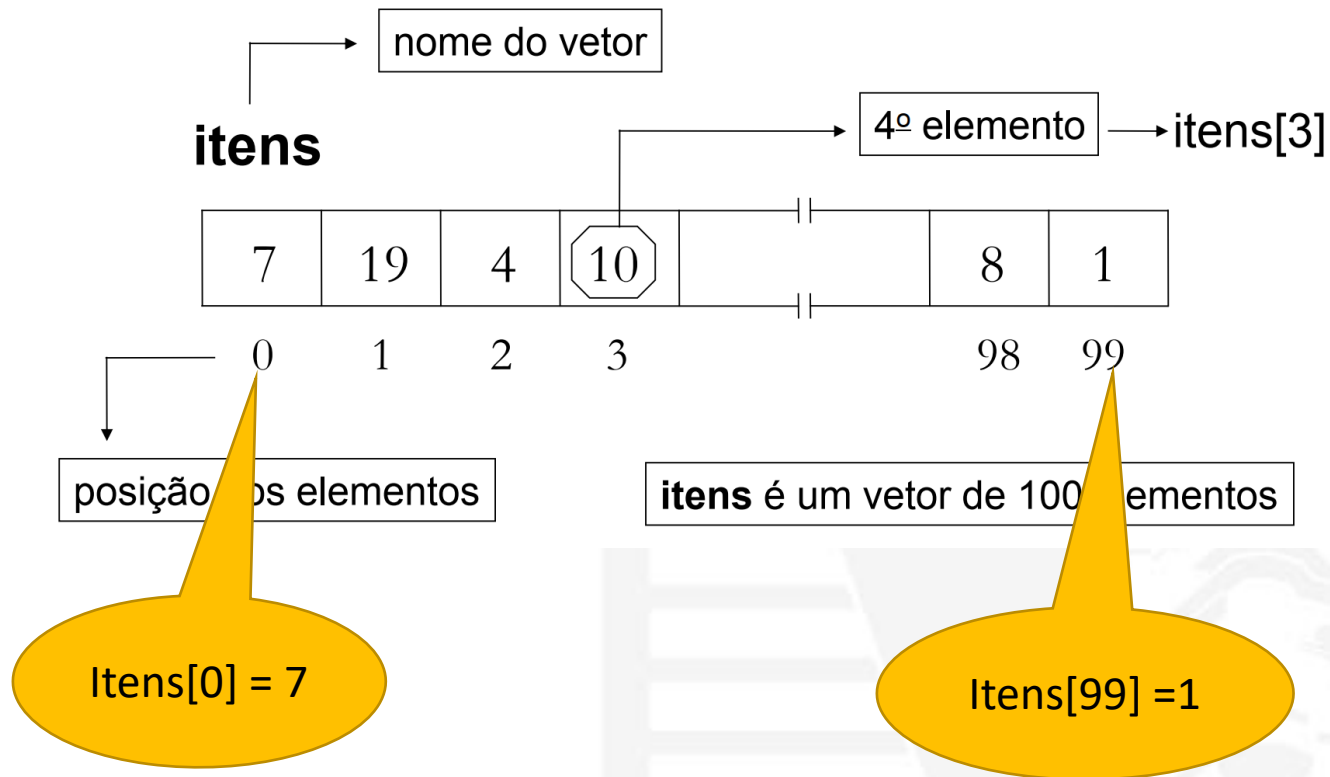 nome do vetor
itens
4º elemento
itens[3]
7 19 4 10 8 1
0 1 2 3 98 99
posição os elementos
itens é um vetor de 100 ementos
Itens[0] = 7
Itens[99] =1